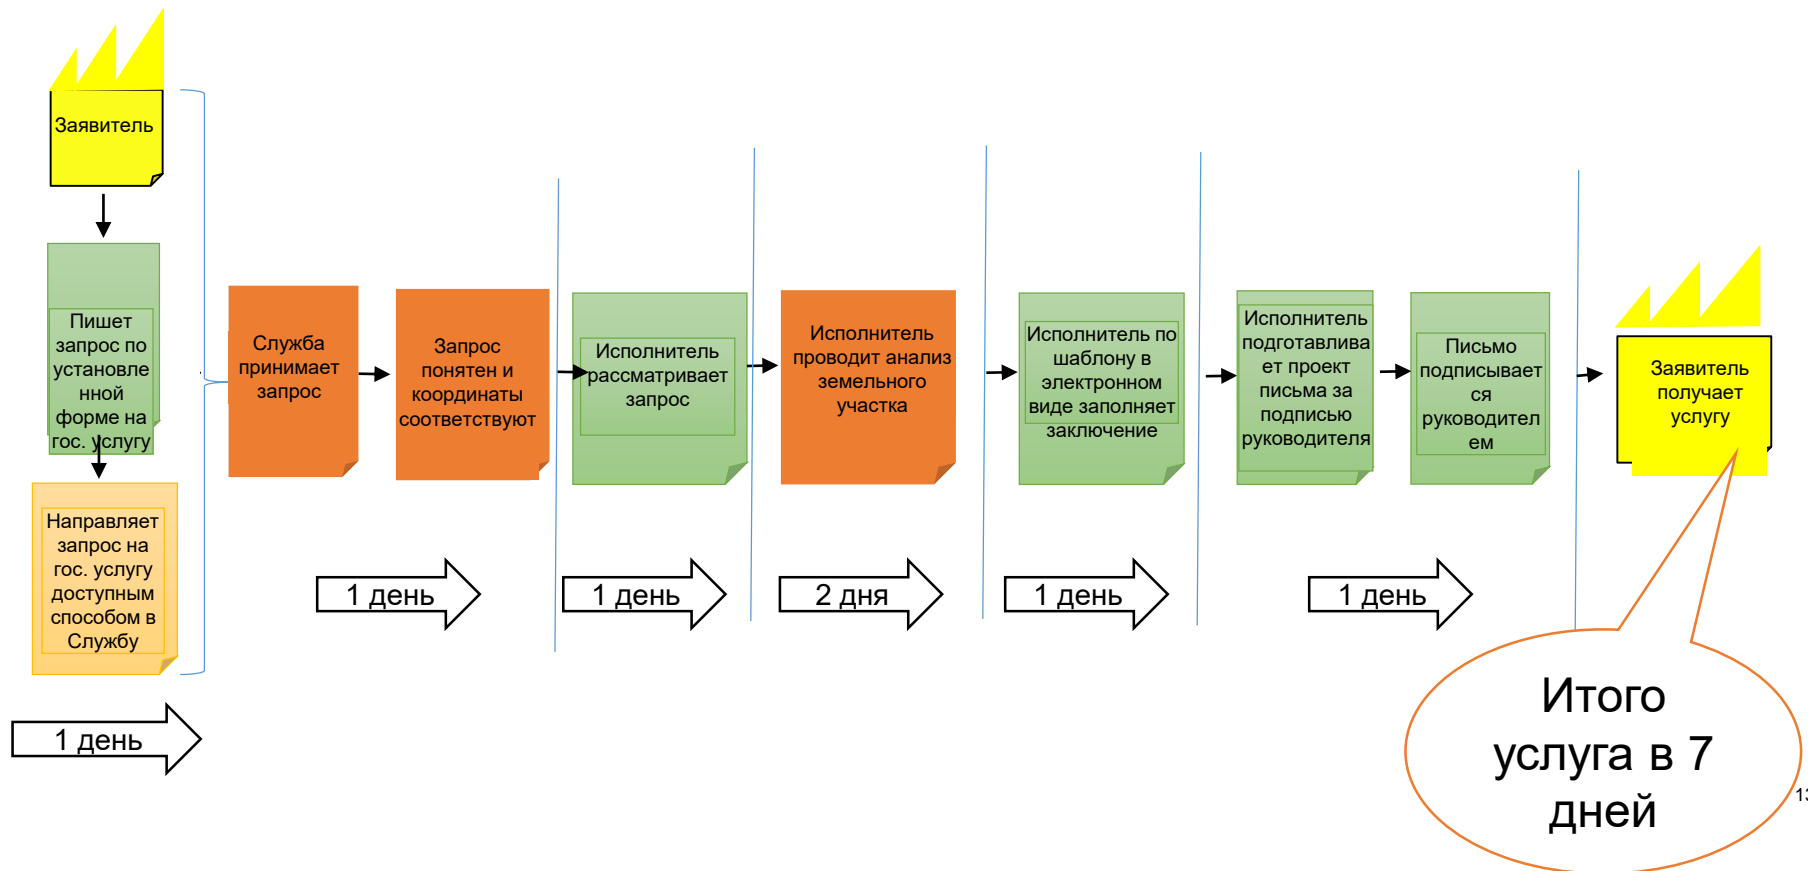 Заявитель
Пишет
запрос по
установле
нной
форме на
гос. услугу
Направляет
запрос на
гос. услугу
доступным
способом в
Службу
1 день
Служба
принимает
запрос
Запрос
понятен и
координаты
соответствуют
1 день
Исполнитель
рассматривает
запрос
1 день
Исполнитель
проводит анализ
земельного
участка
2 дня
Исполнитель по
шаблону в
электронном
виде заполняет
заключение
1 день
Исполнитель
подготавлива
ет проект
письма за
подписью
руководителя
Письмо
подписывает
ся
руководител
ем
1 день
Заявитель
получает
услугу
Итого
услуга в 7
дней
13